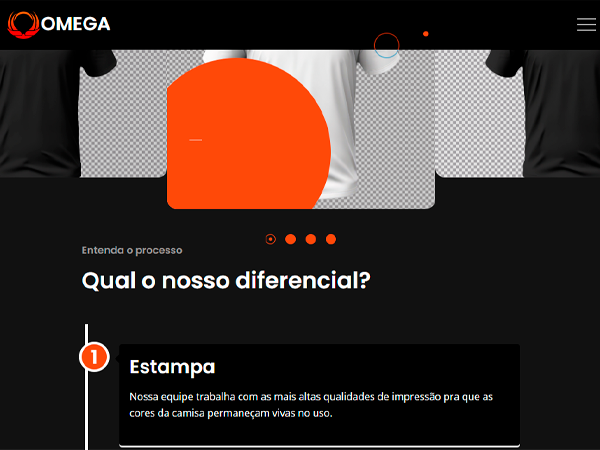 OMEGA
Entenda o processo
Qual o nosso diferencial?
1
Estampa
Nossa equipe trabalha com as mais altas qualidades de impressão pra que as
cores da camisa permaneçam vivas no uso.